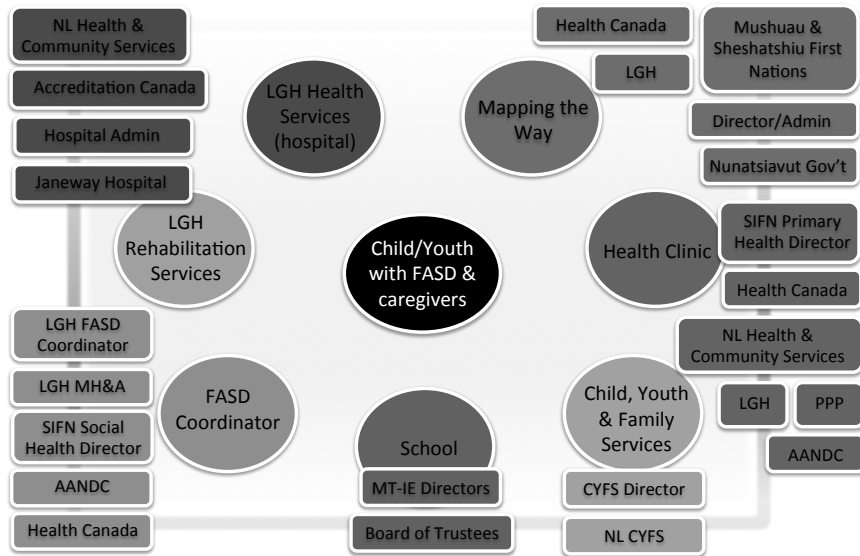 NL Health &
Community Services
Accreditation Canada
Hospital Admin
Janeway Hospital
LGH Health
Services
(hospital)
Mapping the
Way
Health Canada
LGH
Mushuau &
Sheshatshiu First
Nations
Director/Admin
Nunatsiavut Gov't
LGH
Rehabilitation
Services
Child/Youth
with FASD &
caregivers
Health Clinic
SIFN Primary
Health Director
Health Canada
NL Health &
Community Services
LGH
PPP
AANDC
LGH FASD
Coordinator
LGH MH&A
SIFN Social
Health Director
AANDC
Health Canada
FASD
Coordinator
School
MT-IE Directors
Board of Trustees
Child, Youth
& Family
Services
CYFS Director
NL CYFS